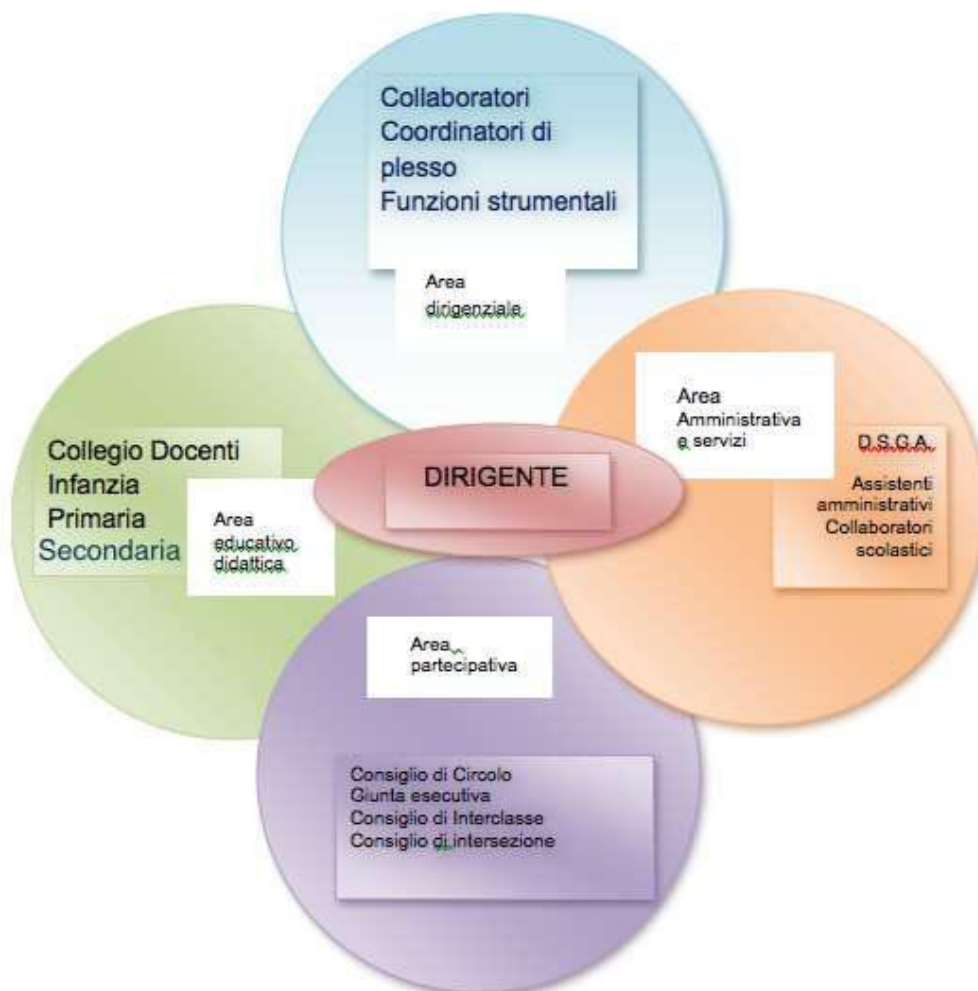 Collaboratori
Coordinatori di
plesso
Funzioni strumentali
Area
dirigenziale
Area
Amministrativa
e servizi
D.S.G.A.
Assistenti
amministrativi
Collaboratori
scolastici
Collegio Docenti
Infanzia
Primaria
Secondaria
Area
educativo
didattica
DIRIGENTE
Area
partecipativa
Consiglio di Circolo
Giunta esecutiva
Consiglio di Interclasse
Consiglio di intersezione